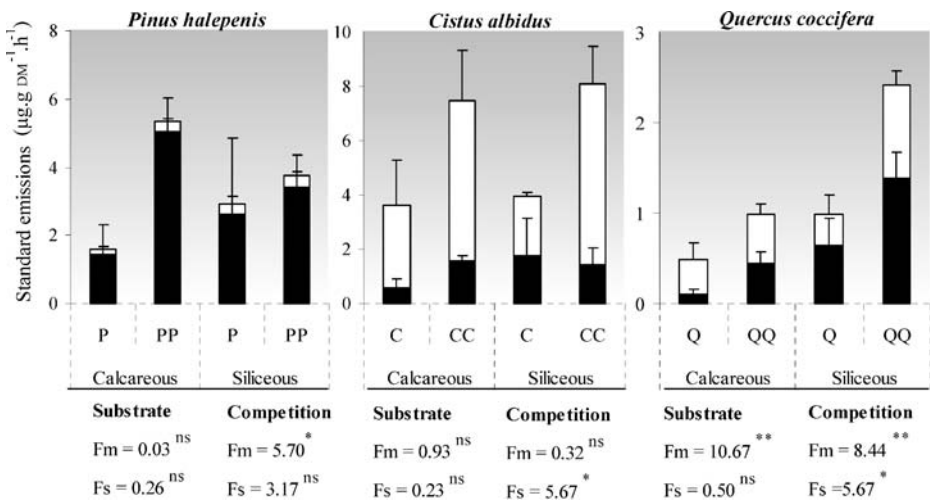 Pinus halepenis
Cistus albidus
Quercus coccifera
Standard emissions (µg.g DM⁻¹.h⁻¹)
8
6
4
2
0
10
8
6
4
2
0
3
2
1
0
P PP P PP
C CC C CC
Q QQ Q QQ
Calcareous Siliceous
Calcareous Siliceous
Calcareous Siliceous
Substrate Competition
Fm = 0.03 ns Fm = 5.70 *
Fs = 0.26 ns Fs = 3.17 ns
Substrate Competition
Fm = 0.93 ns Fm = 0.32 ns
Fs = 0.23 ns Fs = 5.67 *
Substrate Competition
Fm = 10.67 ** Fm = 8.44 **
Fs = 0.50 ns Fs =5.67 *